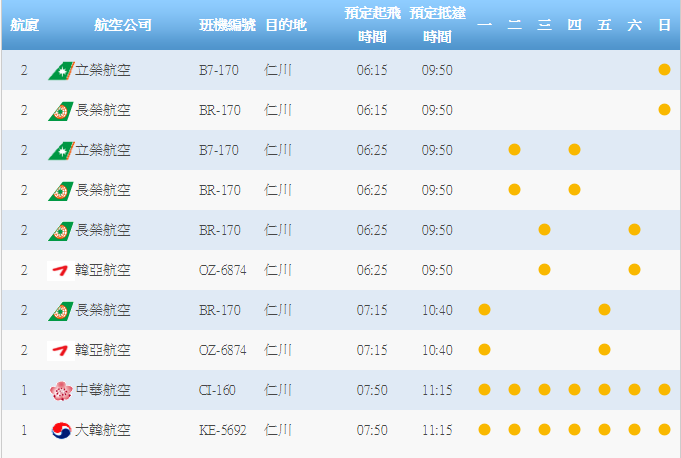 航廈 航空公司 班機編號 目的地 預定起飛時間 預定抵達時間 一 二 三 四 五 六 日
2 立榮航空 B7-170 仁川 06:15 09:50
2 長榮航空 BR-170 仁川 06:15 09:50
2 立榮航空 B7-170 仁川 06:25 09:50
2 長榮航空 BR-170 仁川 06:25 09:50
2 長榮航空 BR-170 仁川 06:25 09:50
2 韓亞航空 OZ-6874 仁川 06:25 09:50
2 長榮航空 BR-170 仁川 07:15 10:40
2 韓亞航空 OZ-6874 仁川 07:15 10:40
1 中華航空 CI-160 仁川 07:50 11:15
1 大韓航空 KE-5692 仁川 07:50 11:15